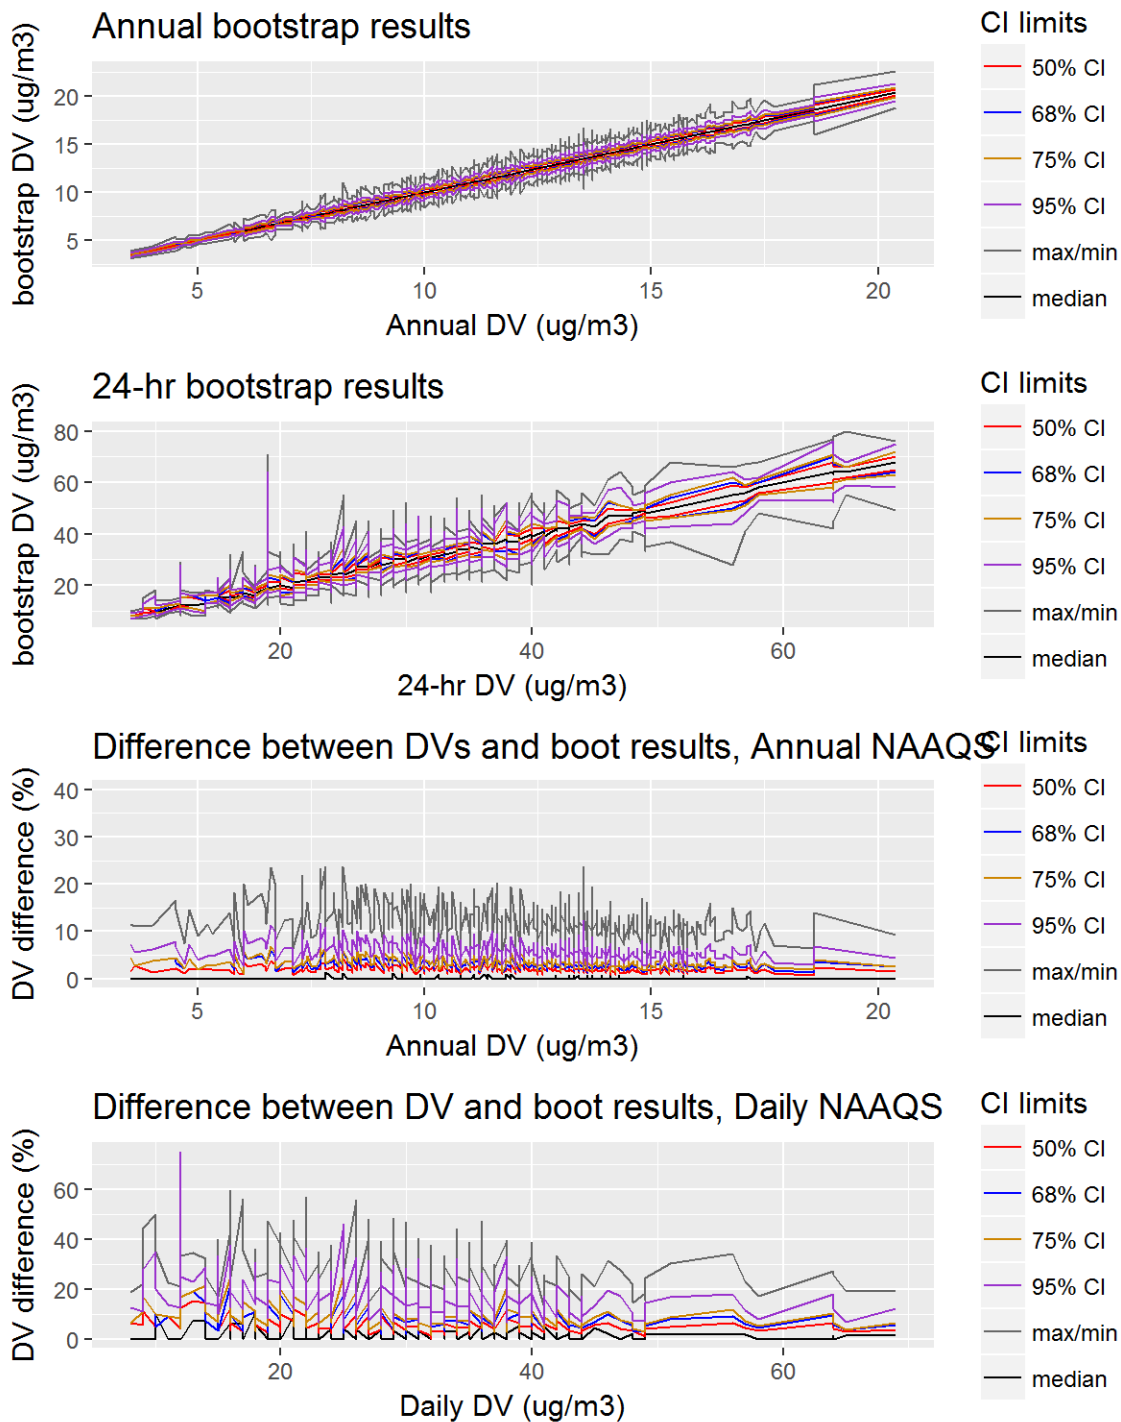 Annual bootstrap results
bootstrap DV (ug/m3)
20
15
10
5
5 10 15 20
Annual DV (ug/m3)
CI limits
50% CI
68% CI
75% CI
95% CI
max/min
median
24-hr bootstrap results
bootstrap DV (ug/m3)
80
60
40
20
20 40 60
24-hr DV (ug/m3)
CI limits
50% CI
68% CI
75% CI
95% CI
max/min
median
Difference between DVs and boot results, Annual NAAQS
DV difference (%)
40
30
20
10
0
5 10 15 20
Annual DV (ug/m3)
CI limits
50% CI
68% CI
75% CI
95% CI
max/min
median
Difference between DV and boot results, Daily NAAQS
DV difference (%)
60
40
20
0
20 40 60
Daily DV (ug/m3)
CI limits
50% CI
68% CI
75% CI
95% CI
max/min
median